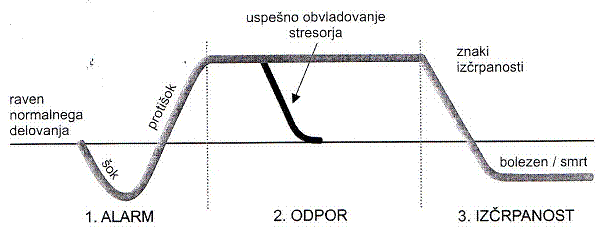 uspešno obvladovanje
stresorja
znaki
izčrpanosti
raven
normalnega
delovanja
protišok
šok
bolezen / smrt
1. ALARM
2. ODPOR
3. IZČRPANOST